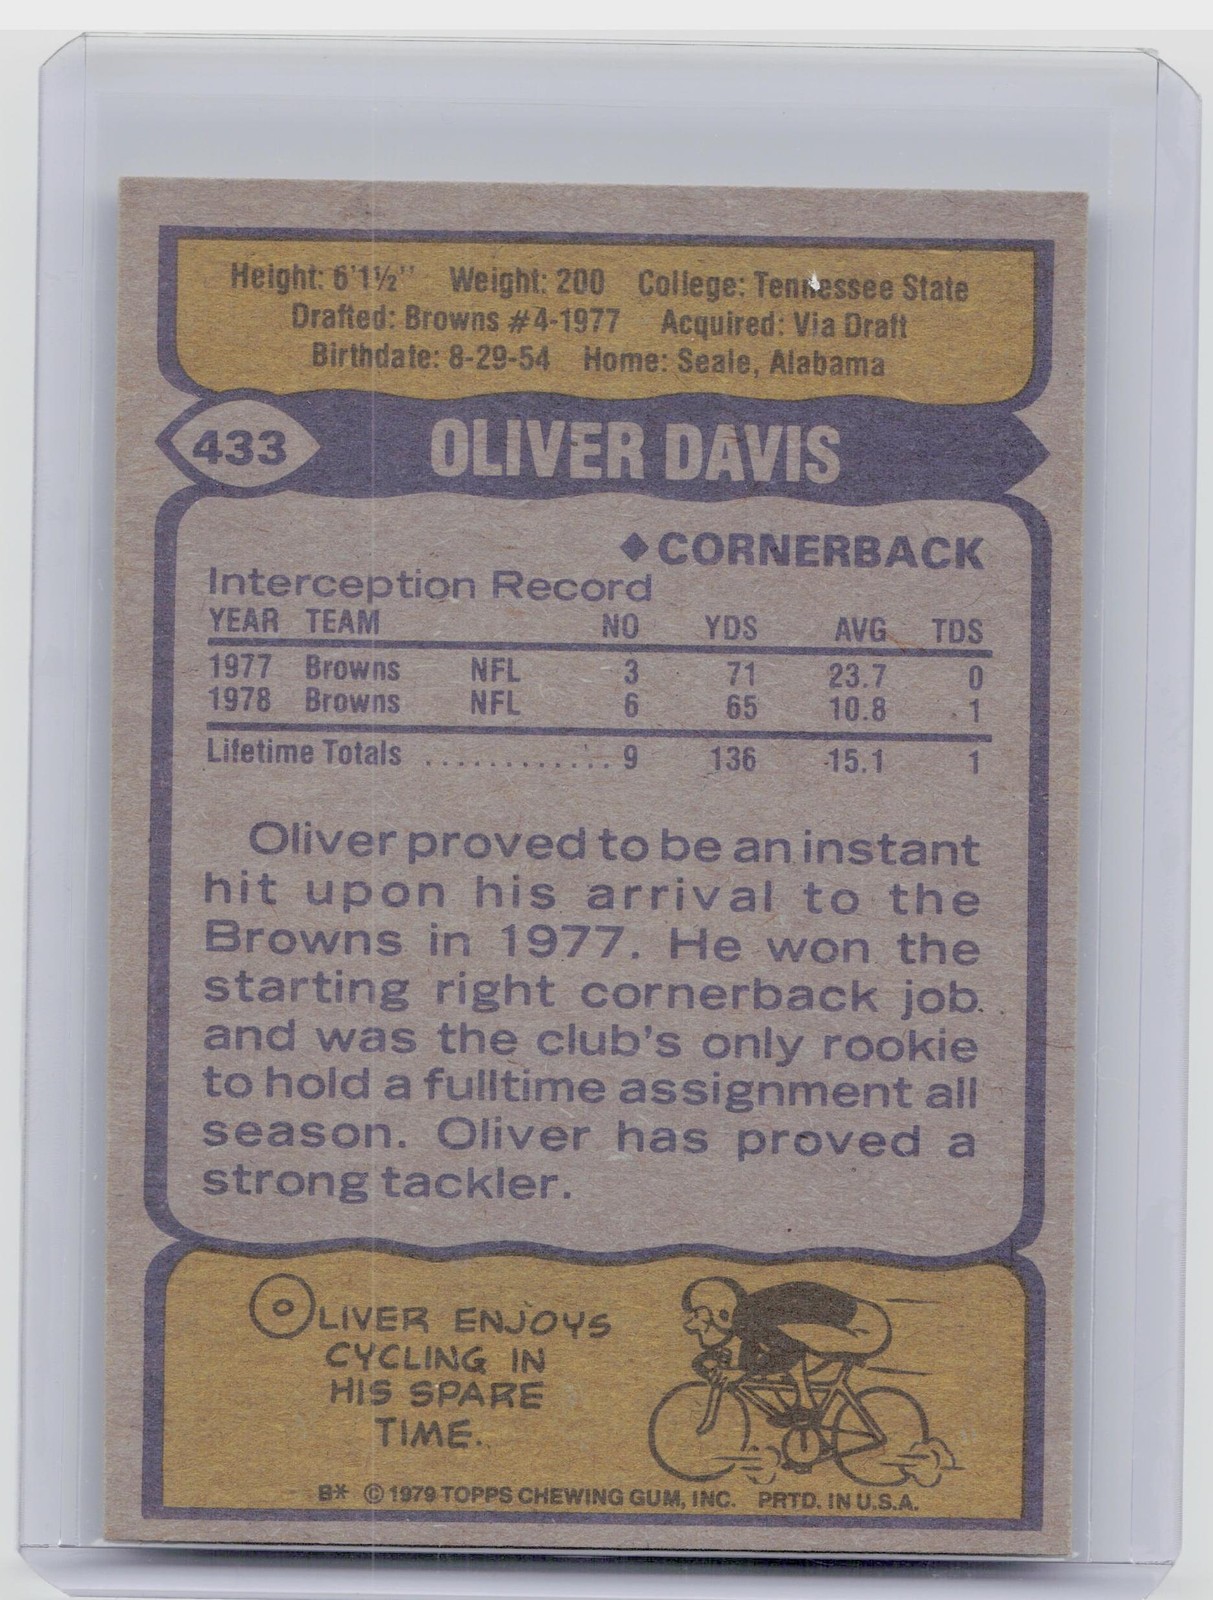 Height: 6'1½'' Weight: 200 College: Tennessee State
Drafted: Browns #4-1977 Acquired: Via Draft
Birthdate: 8-29-54 Home: Seale, Alabama
433 OLIVER DAVIS
◆CORNERBACK
Interception Record
YEAR TEAM NO YDS AVG TDS
1977 Browns NFL 3 71 23.7 0
1978 Browns NFL 6 65 10.8 1
Lifetime Totals ............. 9 136 15.1 1
Oliver proved to be an instant
hit upon his arrival to the
Browns in 1977. He won the
starting right cornerback job
and was the club's only rookie
to hold a fulltime assignment all
season. Oliver has proved a
strong tackler.
OLIVER ENJOYS
CYCLING IN
HIS SPARE
TIME.
B* © 1979 TOPPS CHEWING GUM, INC. PRTD. IN U.S.A.